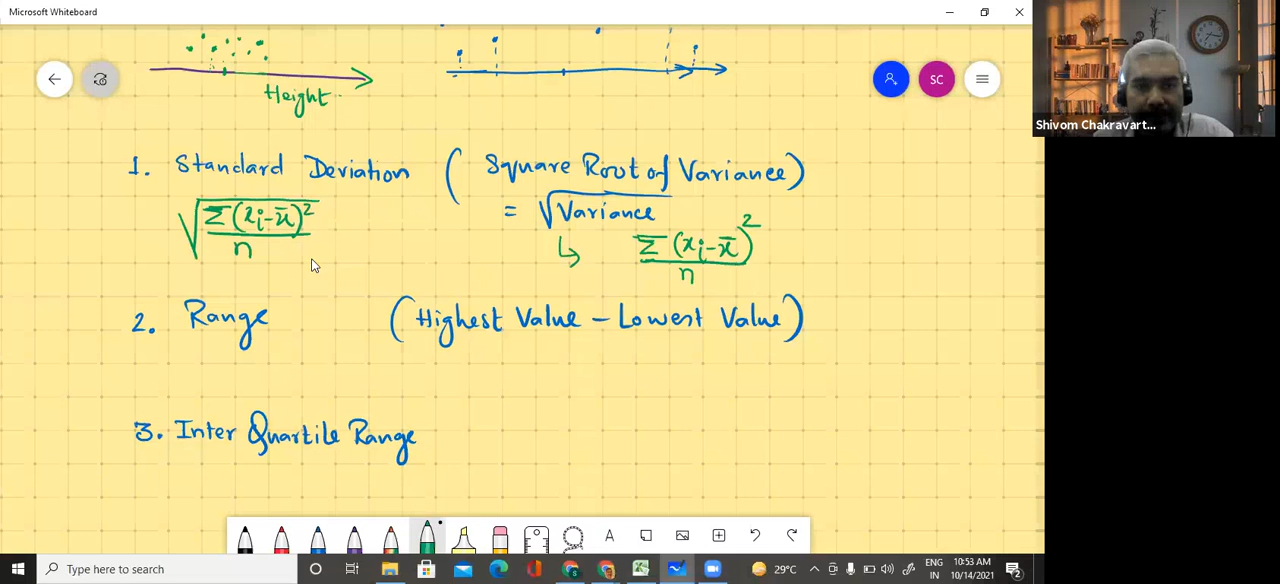 Microsoft Whiteboard
SC
Shivom Chakravart...
Height
1. Standard Deviation (Square Root of Variance)
= √Variance
√(Σ(xi-x̄)²/n)
↳ Σ(xi-x̄)²/n
2. Range (Highest Value - Lowest Value)
3. Inter Quartile Range
A
Type here to search
29°C
ENG
IN
10:53 AM
10/14/2021
2